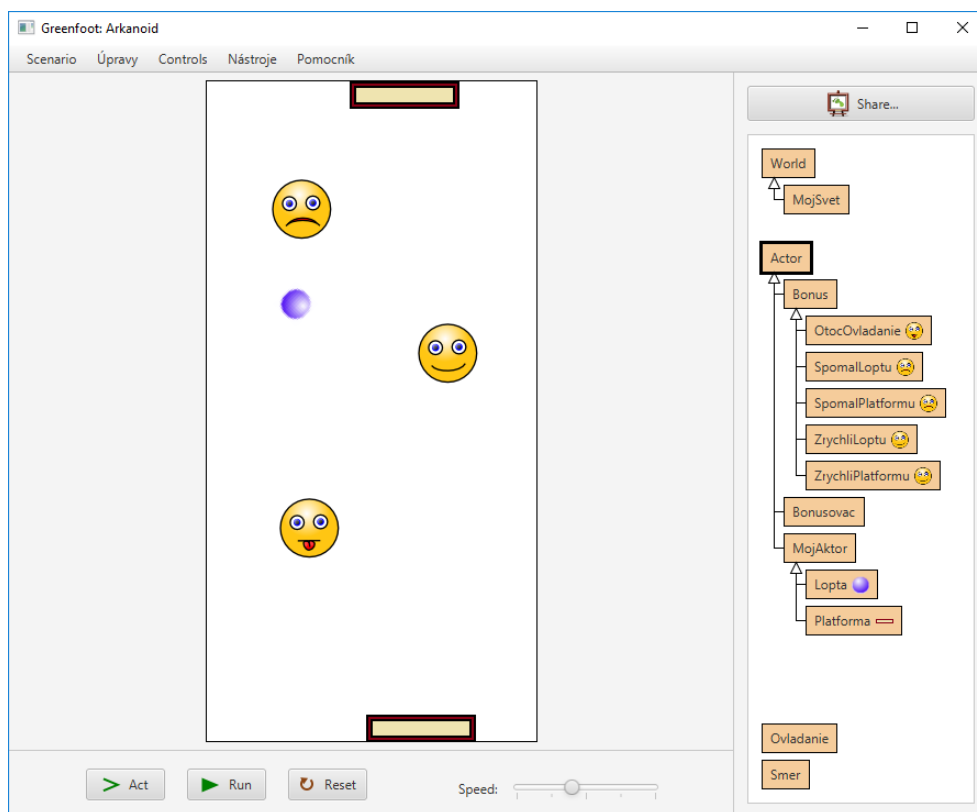 Greenfoot: Arkanoid
Scenario Úpravy Controls Nástroje Pomocník
Share...
World
MojSvet
Actor
Bonus
OtocOvladanie
SpomalLoptu
SpomalPlatformu
ZrychliLoptu
ZrychliPlatformu
Bonusovac
MojAktor
Lopta
Platforma
Ovladanie
Smer
Act Run Reset Speed: